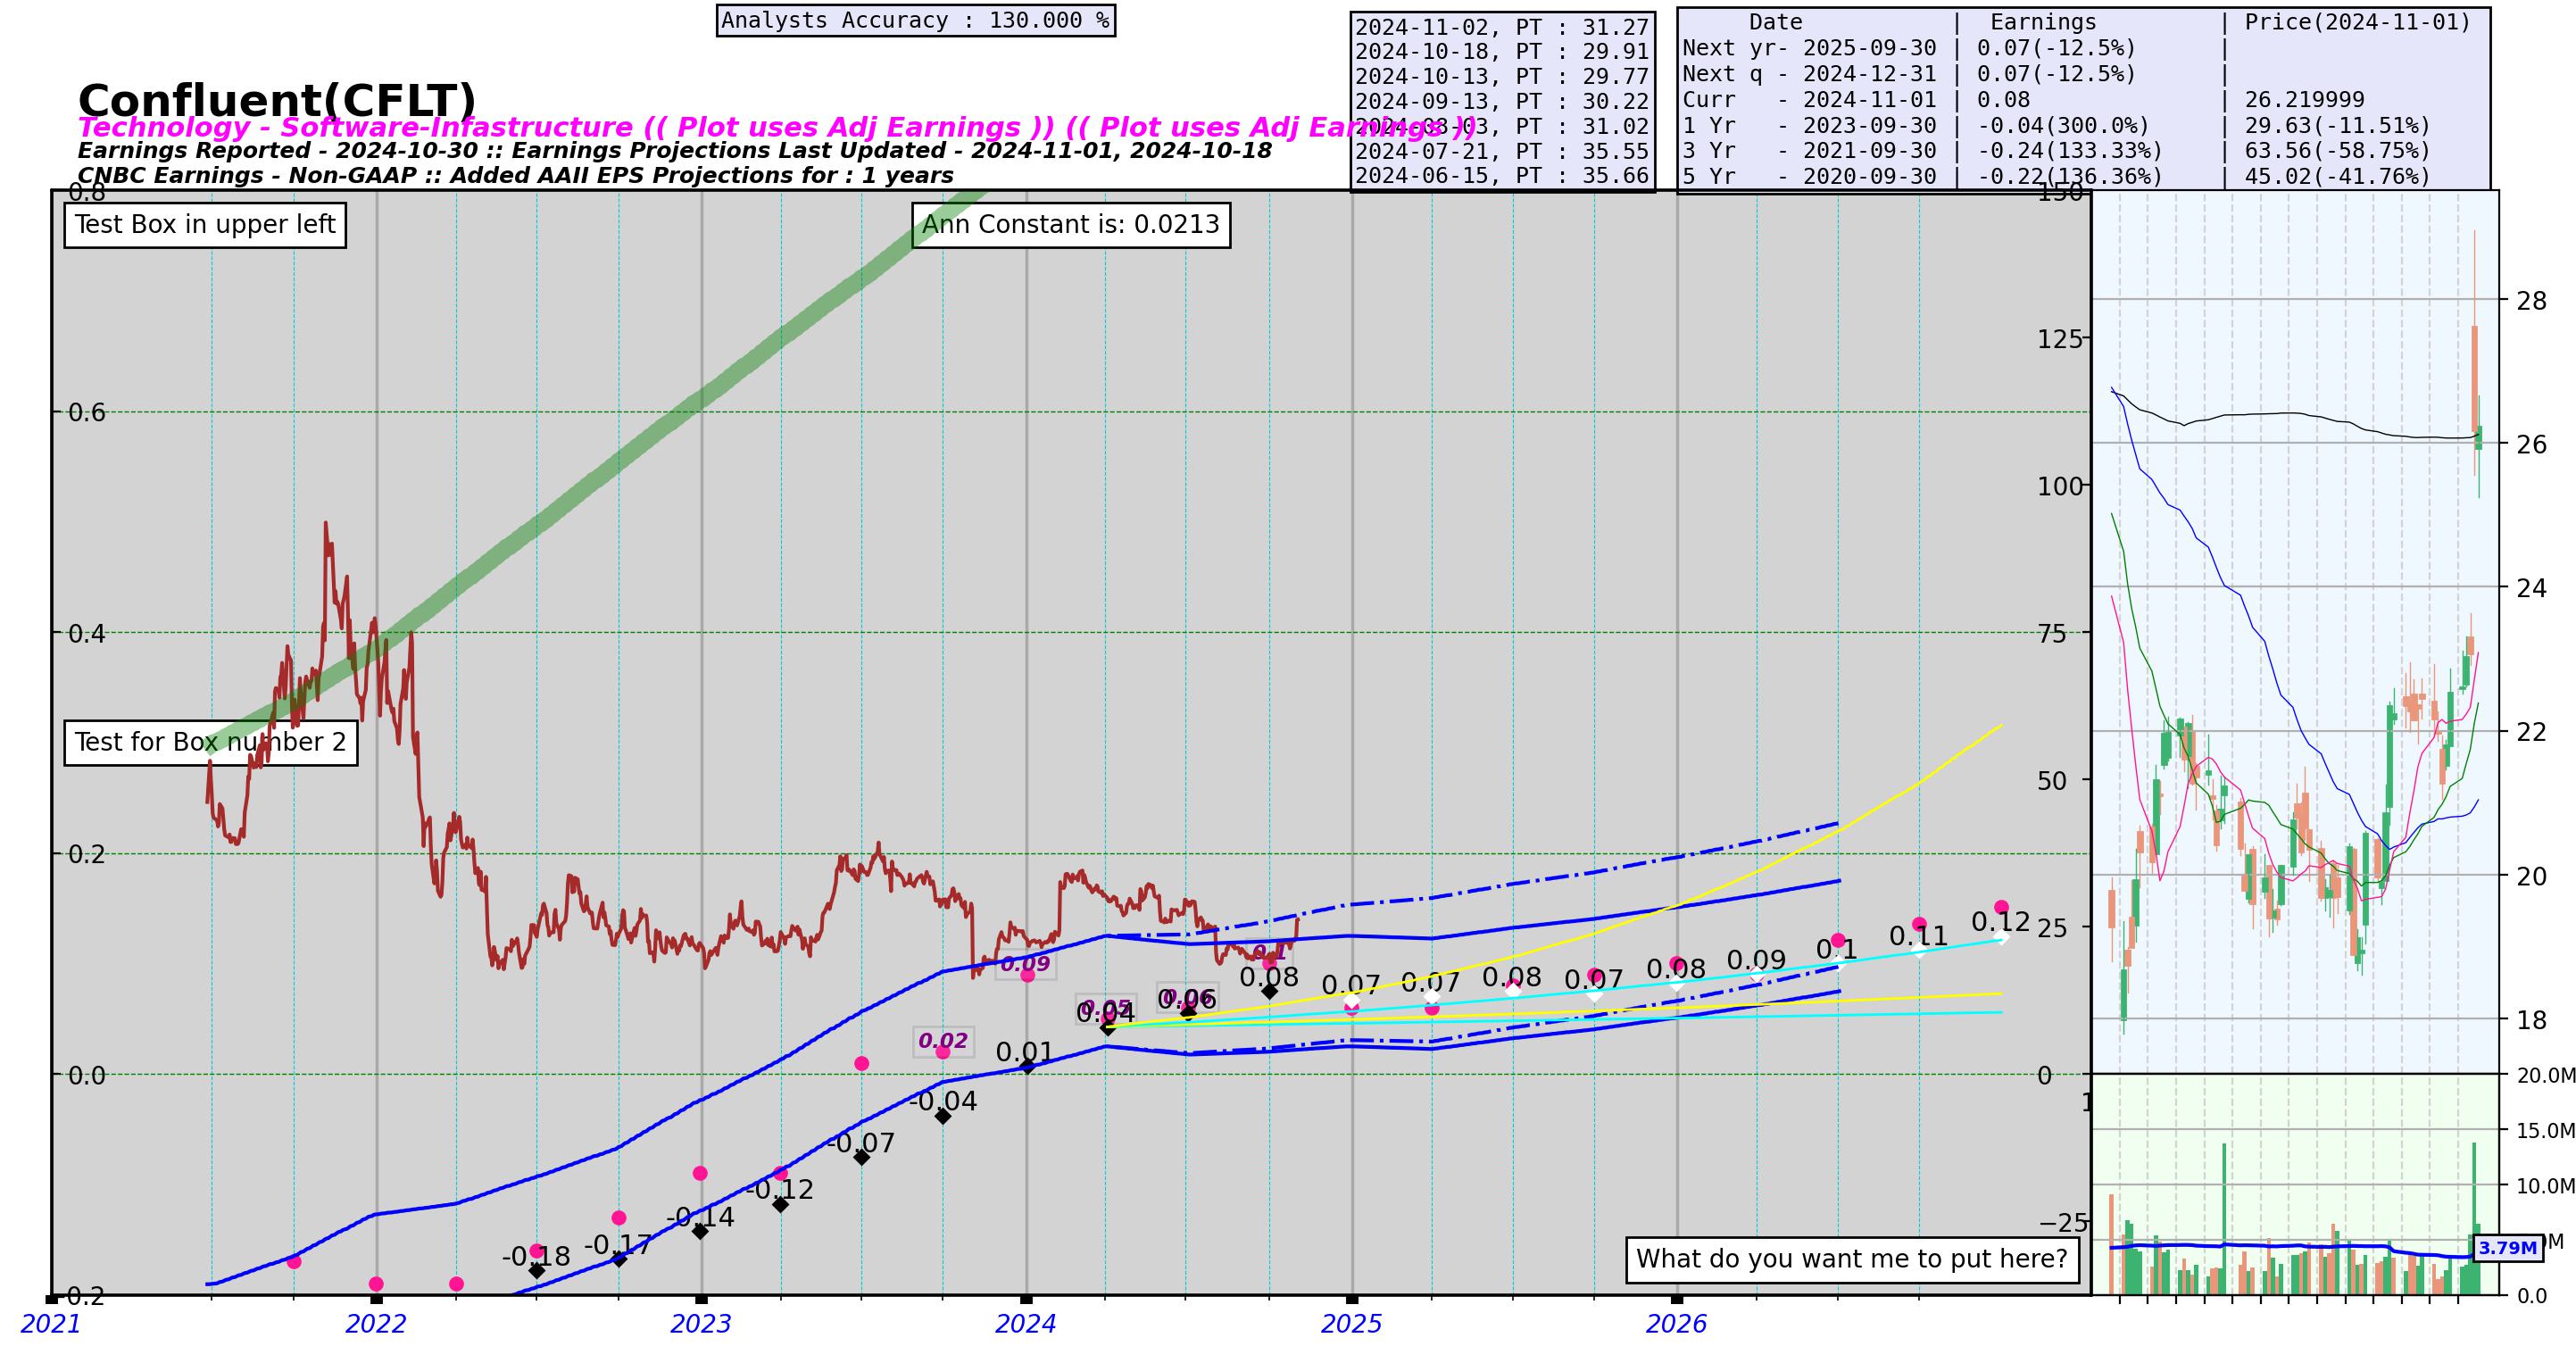 Analysts Accuracy : 130.000 %
2024-11-02, PT : 31.27
2024-10-18, PT : 29.91
2024-10-13, PT : 29.77
2024-09-13, PT : 30.22
2024-08-03, PT : 31.02
2024-07-21, PT : 35.55
2024-06-15, PT : 35.66
Date | Earnings | Price(2024-11-01)
Next yr- 2025-09-30 | 0.07(-12.5%) |
Next q - 2024-12-31 | 0.07(-12.5%) |
Curr - 2024-11-01 | 0.08 | 26.219999
1 Yr - 2023-09-30 | -0.04(300.0%) | 29.63(-11.51%)
3 Yr - 2021-09-30 | -0.24(133.33%) | 63.56(-58.75%)
5 Yr - 2020-09-30 | -0.22(136.36%) | 45.02(-41.76%)
Confluent(CFLT)
Technology - Software-Infastructure (( Plot uses Adj Earnings )) (( Plot uses Adj Earnings ))
Earnings Reported - 2024-10-30 :: Earnings Projections Last Updated - 2024-11-01, 2024-10-18
CNBC Earnings - Non-GAAP :: Added AAII EPS Projections for : 1 years
Test Box in upper left
Ann Constant is: 0.0213
Test for Box number 2
What do you want me to put here?
0.8
0.6
0.4
0.2
0.0
-0.2
150
125
100
75
50
25
0
−25
-0.18
-0.17
-0.14
-0.12
-0.07
-0.04
0.02
0.01
0.09
0.04
0.05
0.06
0.08
0.1
0.07
0.07
0.08
0.07
0.08
0.09
0.1
0.11
0.12
28
26
24
22
20
18
1
20.0M
15.0M
10.0M
3.79M
0.0
2021
2022
2023
2024
2025
2026